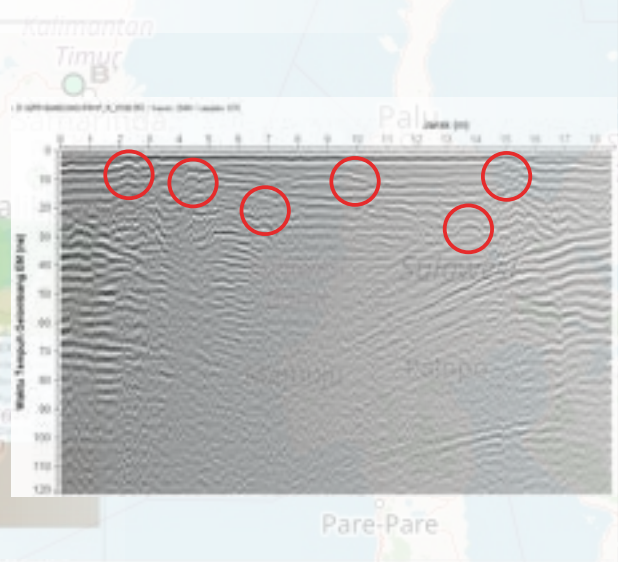 Kalimantan
Timur
B
Samarinda
Palu
Jarak (m)
0 1 2 3 4 5 6 7 8 9 10 11 12 13 14 15 16 17 18
0
10
20
30
40
50
60
70
80
90
100
110
120
Waktu Tempuh Gelombang EM (ns)
Sulawesi
Palopo
Pare-Pare